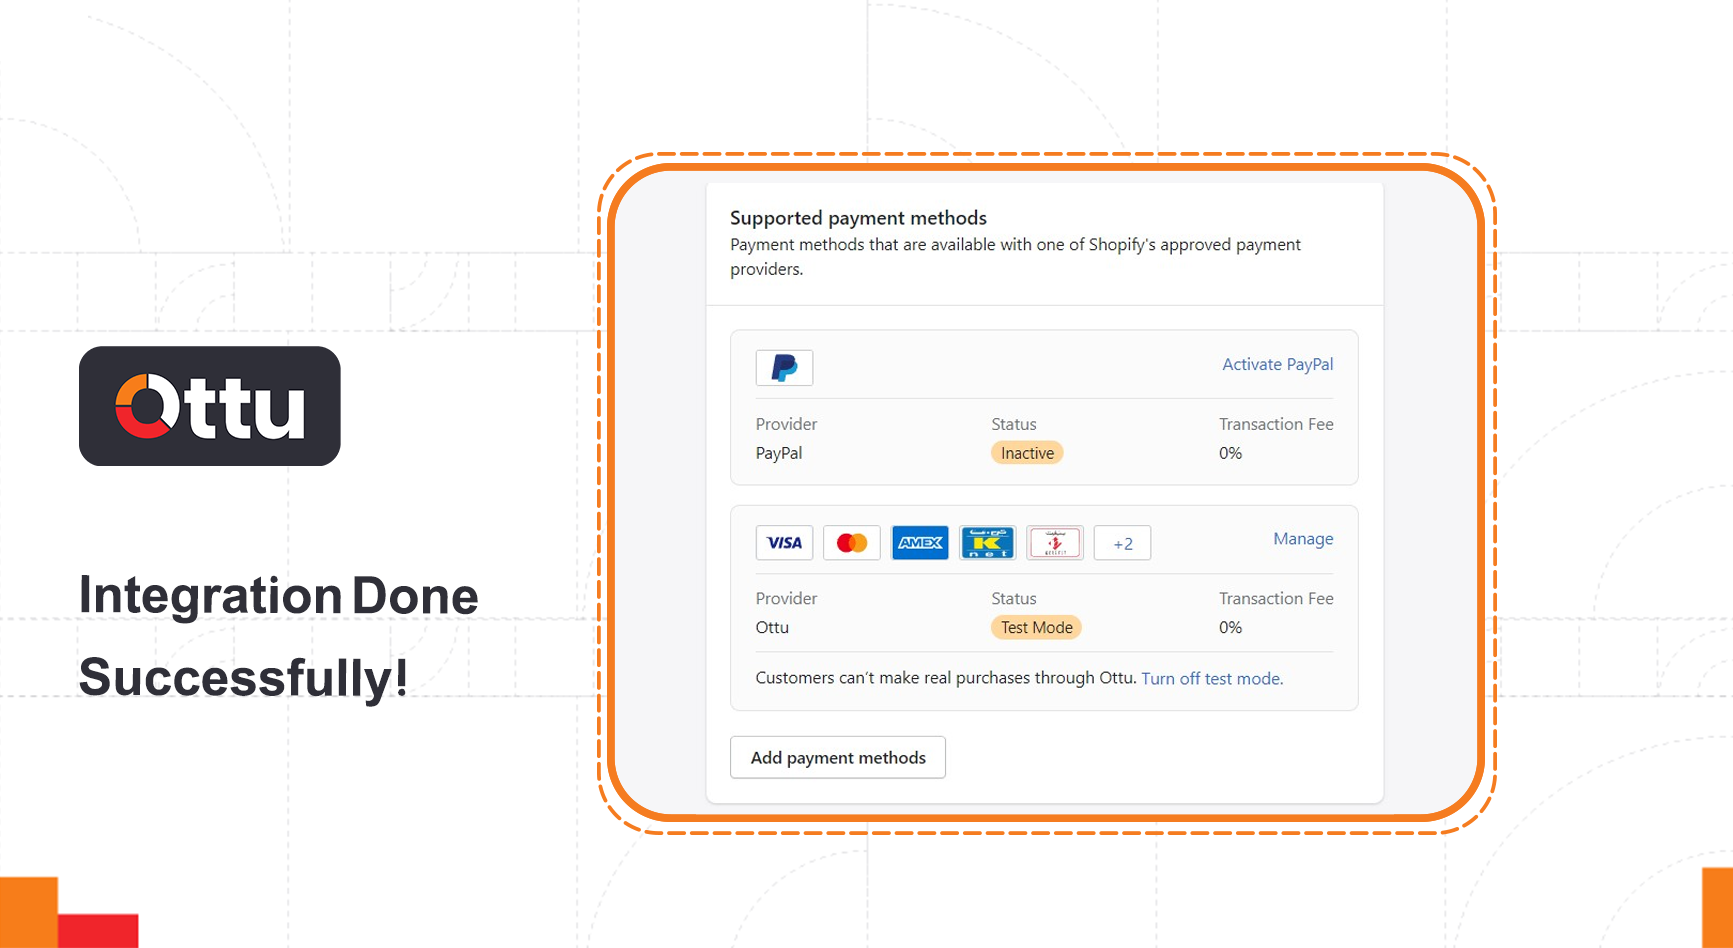 Ottu
Integration Done
Successfully!
Supported payment methods
Payment methods that are available with one of Shopify's approved payment
providers.
Activate PayPal
Provider Status Transaction Fee
PayPal Inactive 0%
VISA AMEX K net +2 Manage
Provider Status Transaction Fee
Ottu Test Mode 0%
Customers can't make real purchases through Ottu. Turn off test mode.
Add payment methods